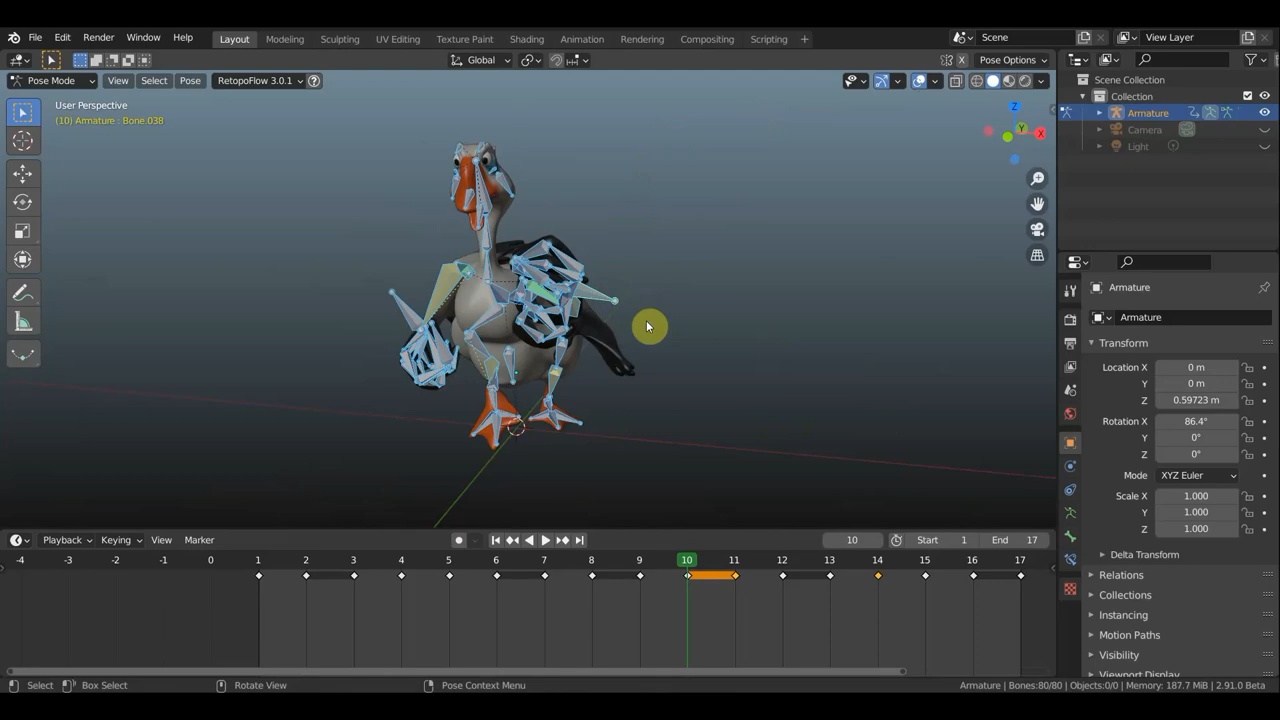 File Edit Render Window Help Layout Modeling Sculpting UV Editing Texture Paint Shading Animation Rendering Compositing Scripting + Scene View Layer
Global Pose Options
Pose Mode View Select Pose RetopoFlow 3.0.1
User Perspective
(10) Armature : Bone.038
Z
Y
X
Scene Collection
Collection
Armature
Camera
Light
Armature
Armature
Transform
Location X 0 m
Y 0 m
Z 0.59723 m
Rotation X 86.4°
Y 0°
Z 0°
Mode XYZ Euler
Scale X 1.000
Y 1.000
Z 1.000
Delta Transform
Relations
Collections
Instancing
Motion Paths
Visibility
Viewport Display
Playback Keying View Marker 10 Start 1 End 17
-4 -3 -2 -1 0 1 2 3 4 5 6 7 8 9 10 11 12 13 14 15 16 17
Select Box Select Rotate View Pose Context Menu Armature | Bones:80/80 | Objects:0/0 | Memory: 187.7 MiB | 2.91.0 Beta